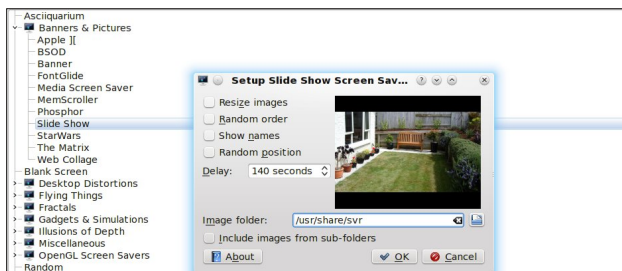 Asciiquarium
Banners & Pictures
Apple ][
BSOD
Banner
FontGlide
Media Screen Saver
MemScroller
Phosphor
Slide Show
StarWars
The Matrix
Web Collage
Blank Screen
Desktop Distortions
Flying Things
Fractals
Gadgets & Simulations
Illusions of Depth
Miscellaneous
OpenGL Screen Savers
Random
Setup Slide Show Screen Sav...
Resize images
Random order
Show names
Random position
Delay: 140 seconds
Image folder: /usr/share/svr
Include images from sub-folders
About OK Cancel